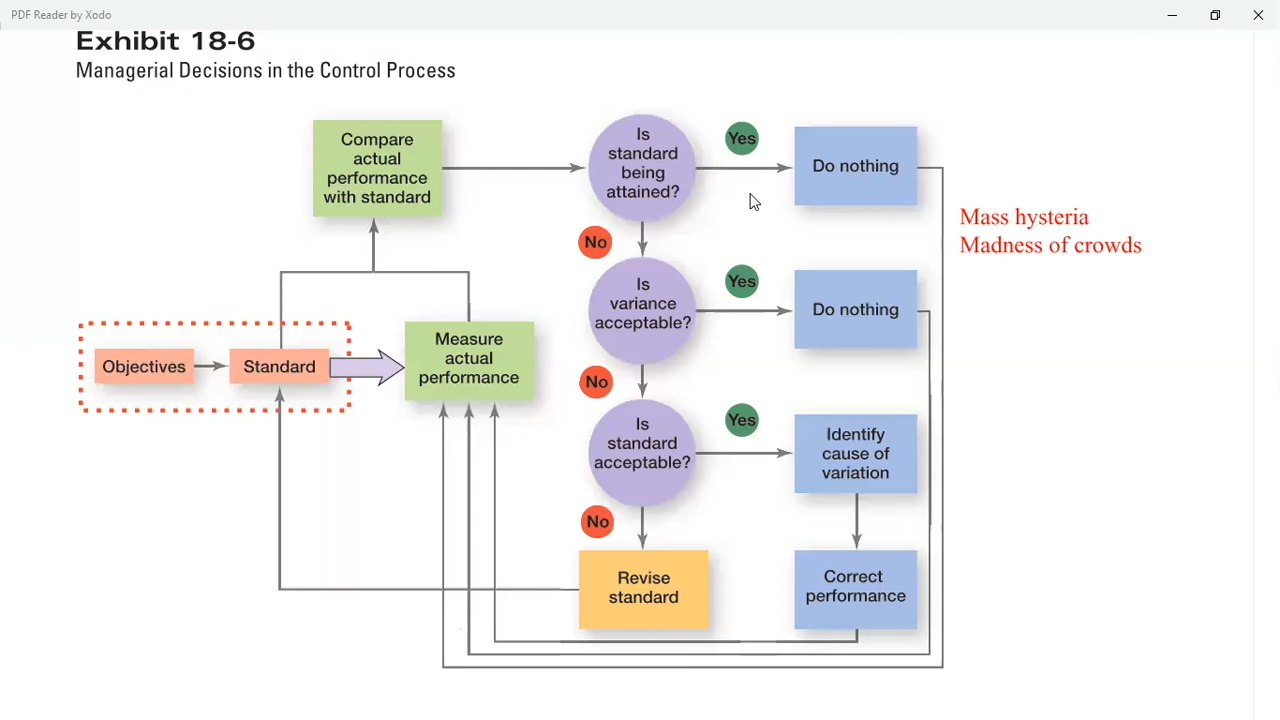 PDF Reader by Xodo
Exhibit 18-6
Managerial Decisions in the Control Process
Compare
actual
performance
with standard
Is
standard
being
attained?
Yes
Do nothing
Mass hysteria
Madness of crowds
No
Is
variance
acceptable?
Yes
Do nothing
Objectives
Standard
Measure
actual
performance
No
Is
standard
acceptable?
Yes
Identify
cause of
variation
No
Revise
standard
Correct
performance